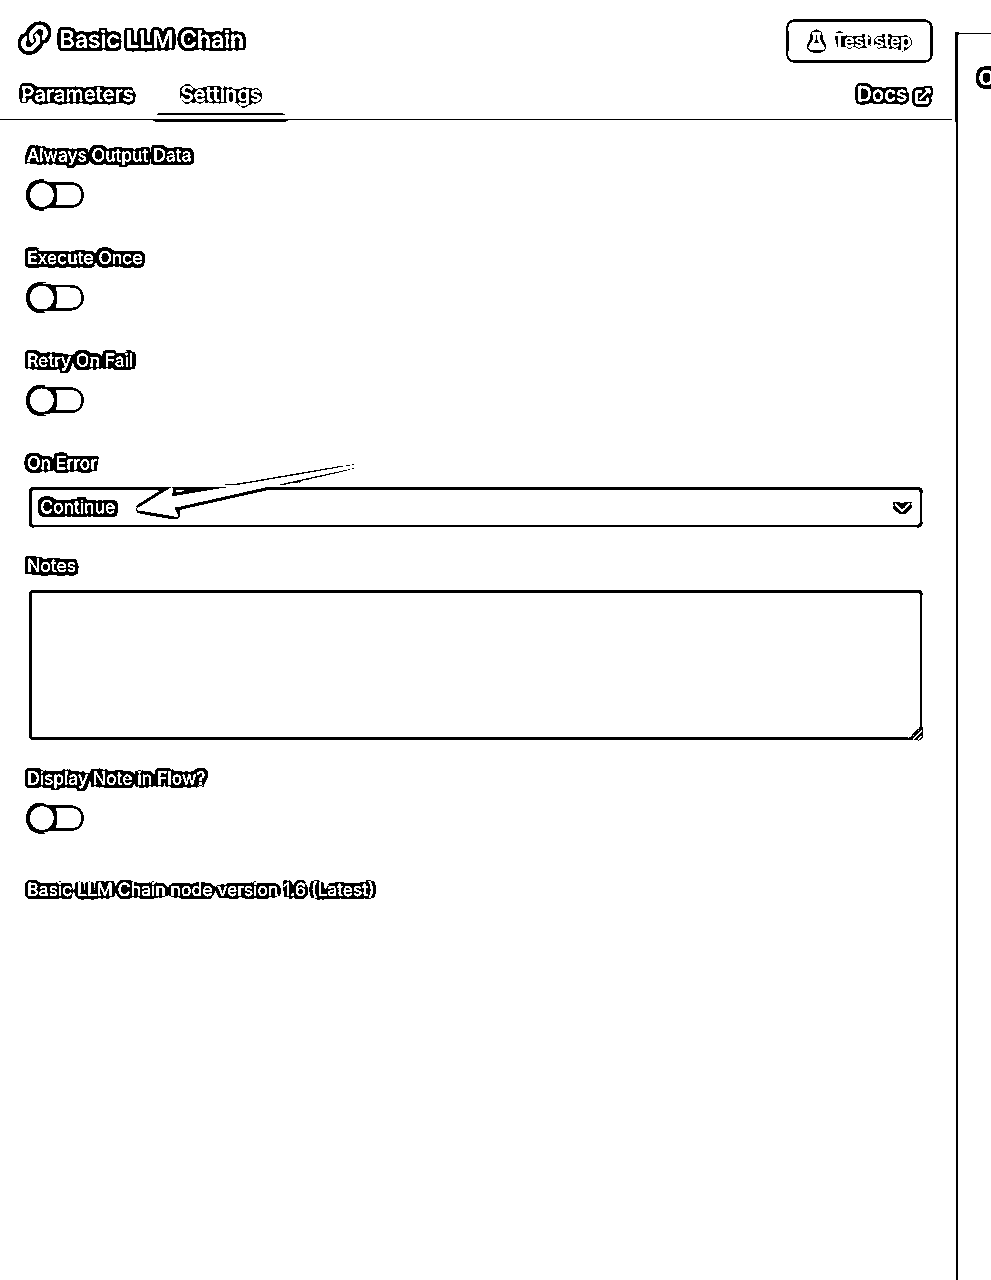 Basic LLM Chain
Test step
Parameters
Settings
Docs
Always Output Data
Execute Once
Retry On Fail
On Error
Continue
Notes
Display Note in Flow?
Basic LLM Chain node version 1.6 (Latest)